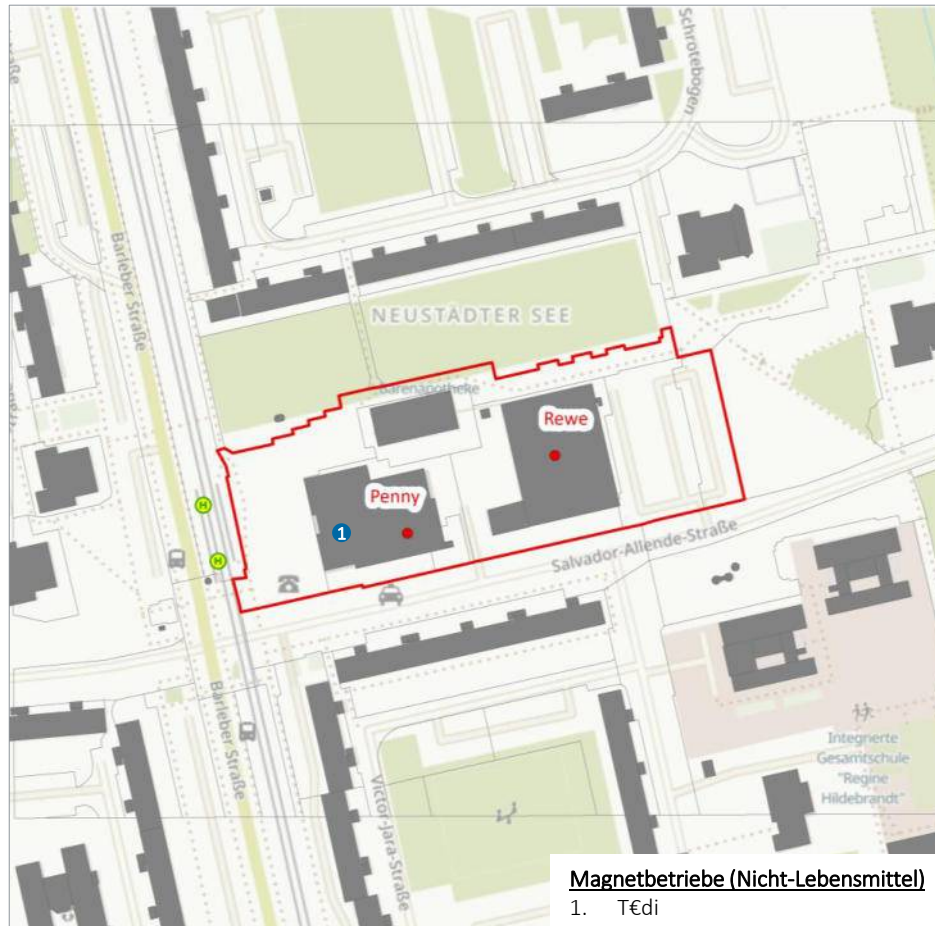 Schrotebogen
Barleber Straße
aße
NEUSTÄDTER SEE
Bärenapotheke
Rewe
Penny
1
H
H
Salvador-Allende-Straße
Barleber Straße
Victor-Jara-Straße
Integrierte
Gesamtschule
"Regine
Hildebrandt"
Magnetbetriebe (Nicht-Lebensmittel)
1. T€di